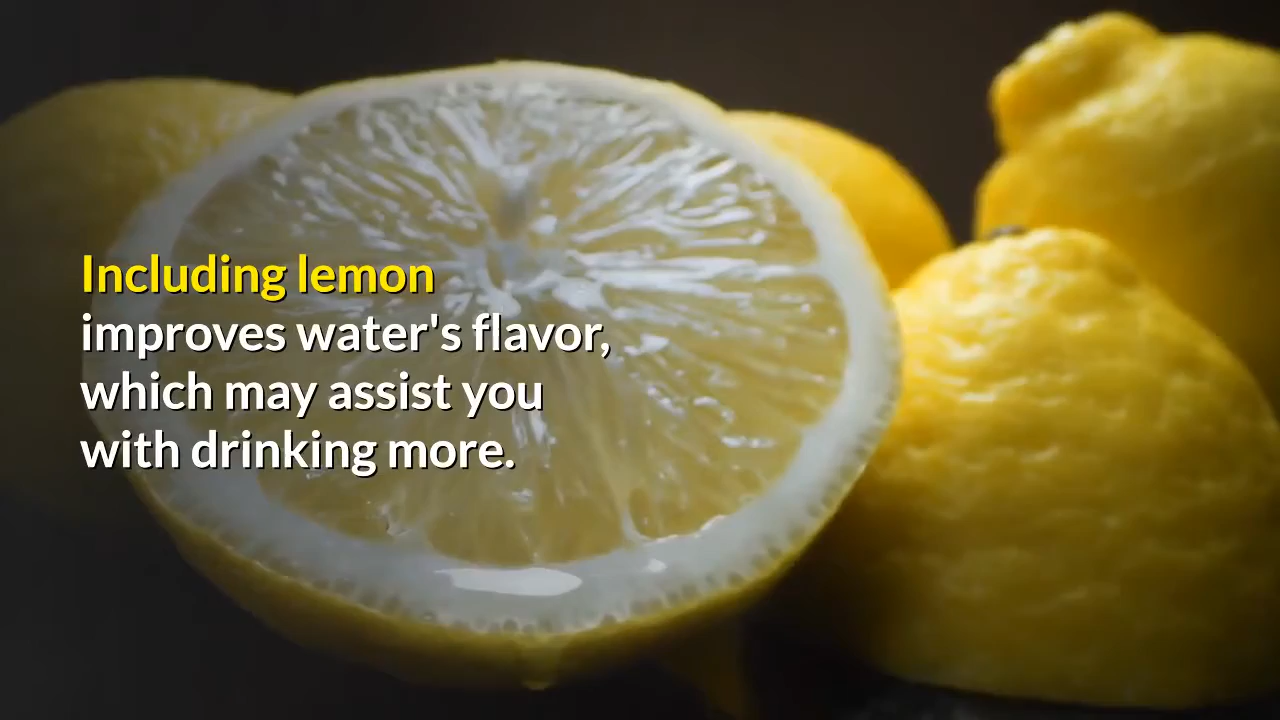 Including lemon
improves water's flavor,
which may assist you
with drinking more.